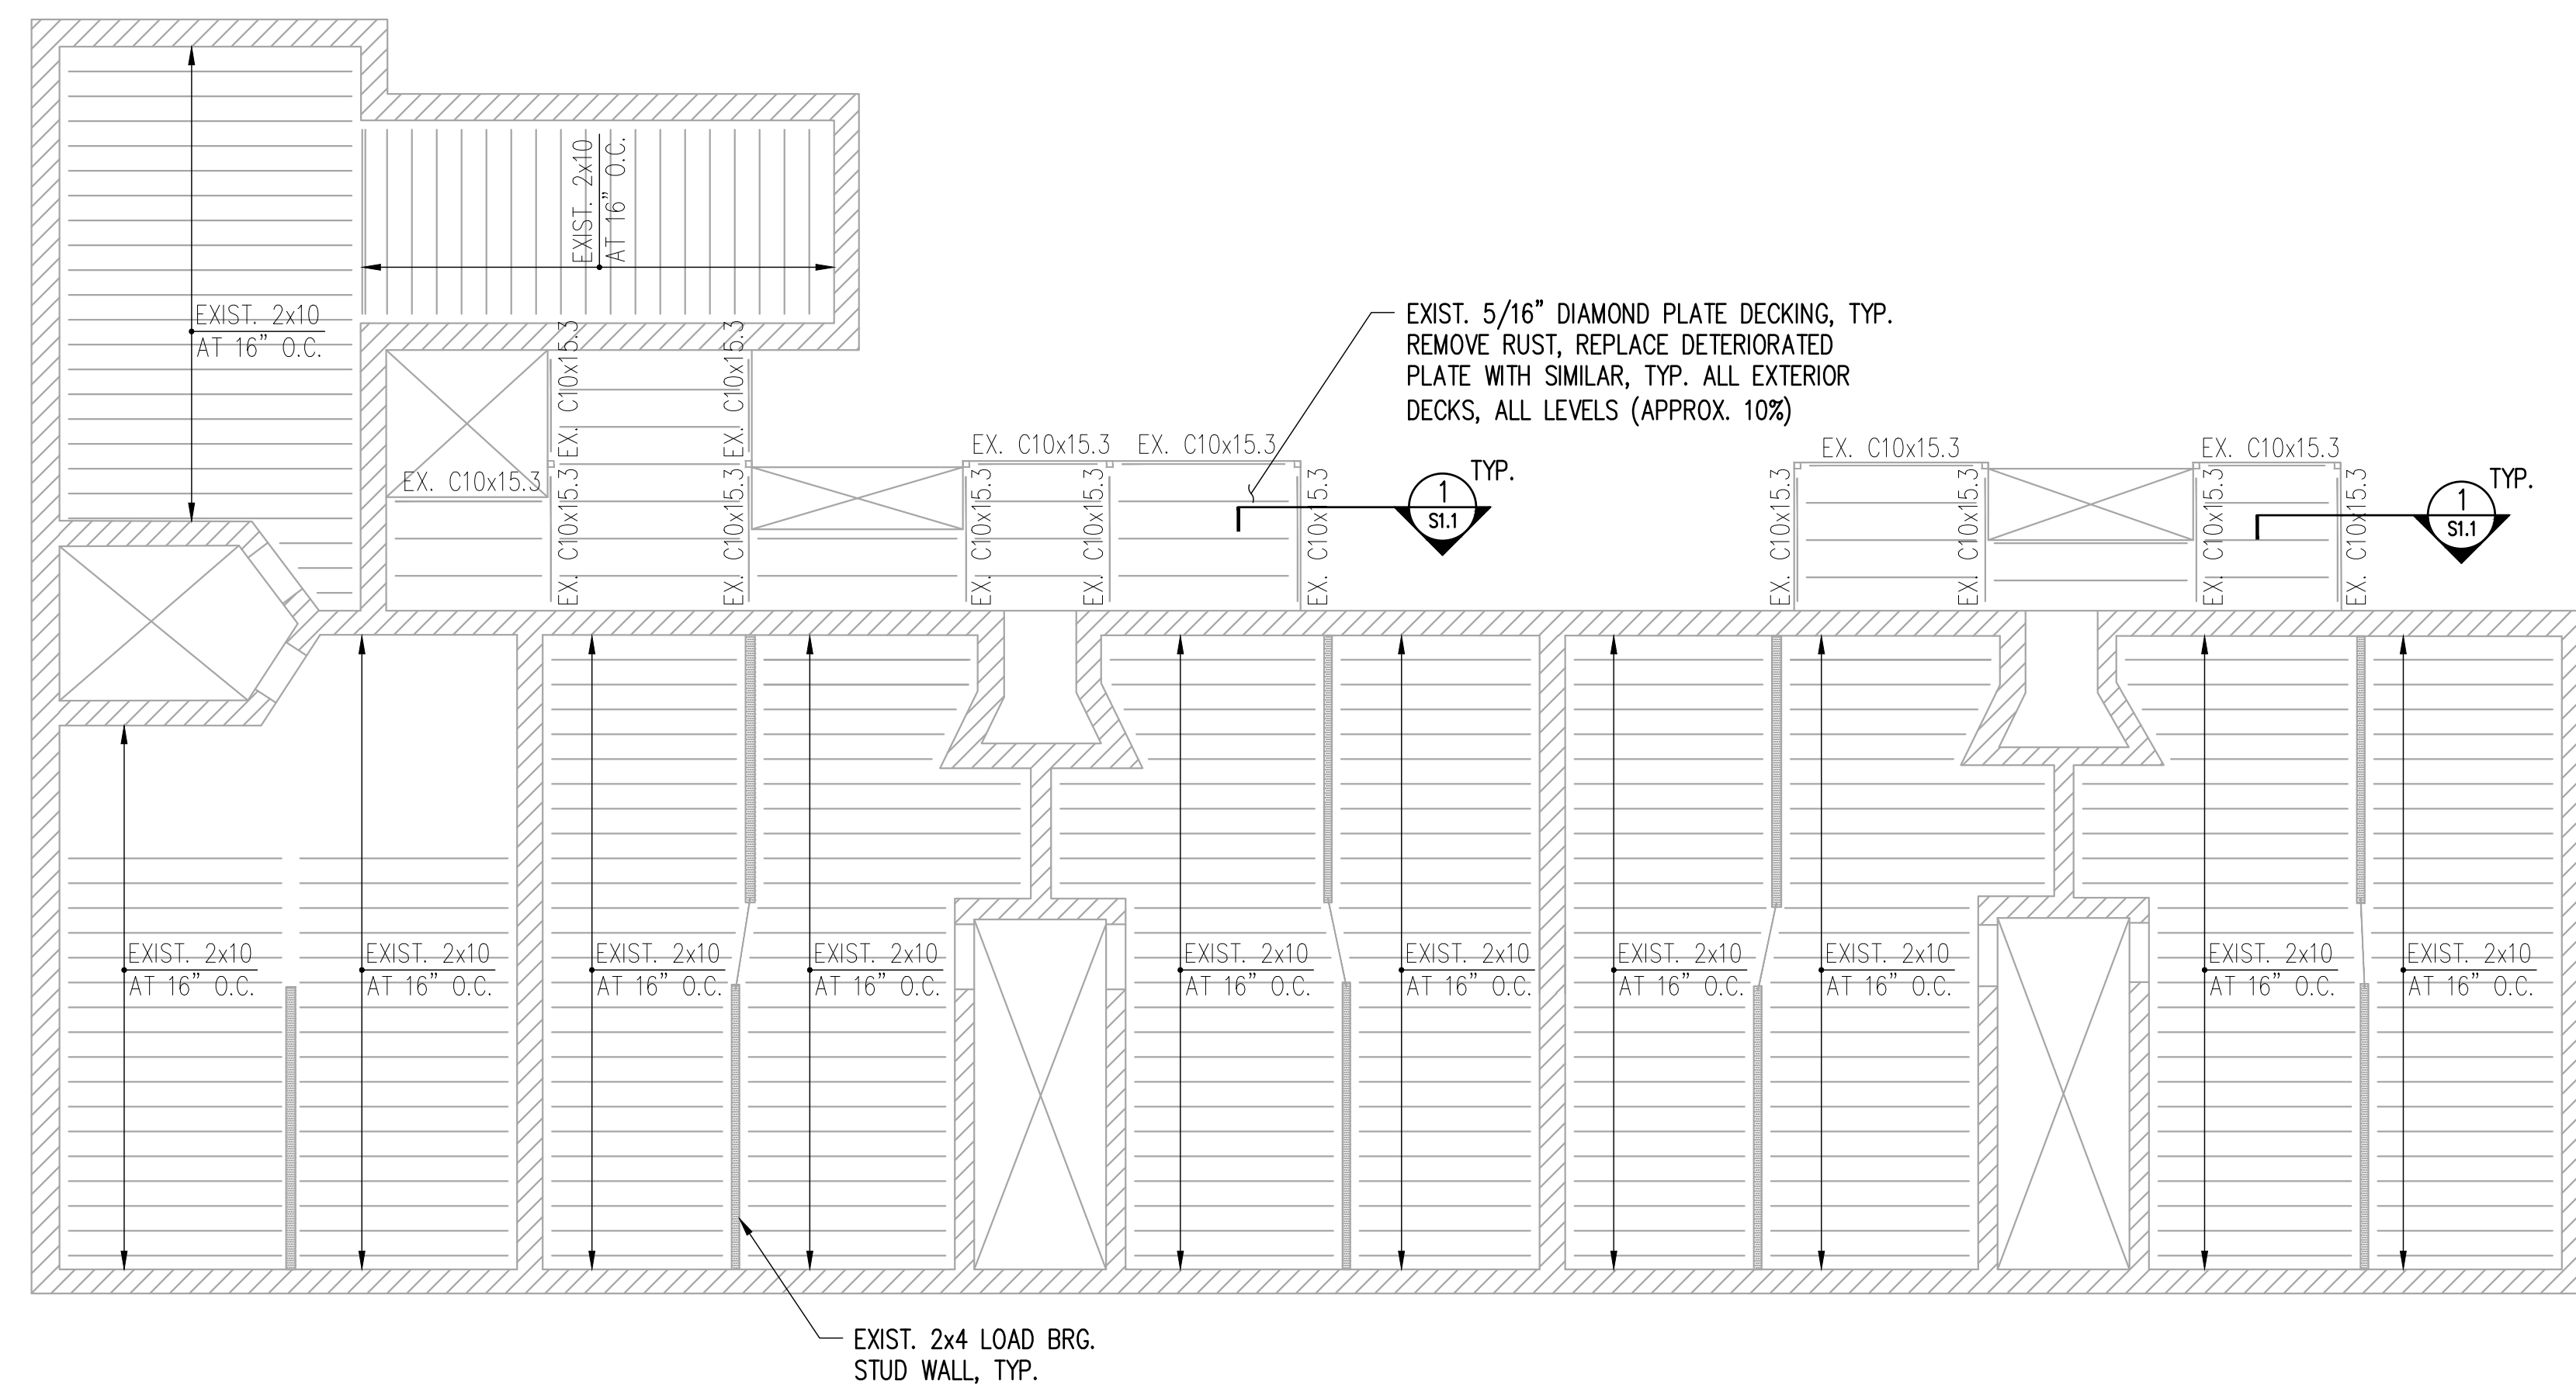 EXIST. 2x10
AT 16" O.C.
EXIST. 2x10
AT 16" O.C.
EXIST. 5/16" DIAMOND PLATE DECKING, TYP.
REMOVE RUST, REPLACE DETERIORATED
PLATE WITH SIMILAR, TYP. ALL EXTERIOR
DECKS, ALL LEVELS (APPROX. 10%)
EX. C10x15.3
EX. C10x15.3
EX. C10x15.3
EX. C10x15.3
EX. C10x15.3
EX. C10x15.3
EX. C10x15.3
EX. C10x15.3
EX. C10x15.3
EX. C10x15.3
TYP.
1
S1.1
EX. C10x15.3
EX. C10x15.3
EX. C10x15.3
EX. C10x15.3
EX. C10x15.3
EX. C10x15.3
TYP.
1
S1.1
EXIST. 2x10
AT 16" O.C.
EXIST. 2x10
AT 16" O.C.
EXIST. 2x10
AT 16" O.C.
EXIST. 2x10
AT 16" O.C.
EXIST. 2x10
AT 16" O.C.
EXIST. 2x10
AT 16" O.C.
EXIST. 2x10
AT 16" O.C.
EXIST. 2x10
AT 16" O.C.
EXIST. 2x10
AT 16" O.C.
EXIST. 2x10
AT 16" O.C.
EXIST. 2x4 LOAD BRG.
STUD WALL, TYP.